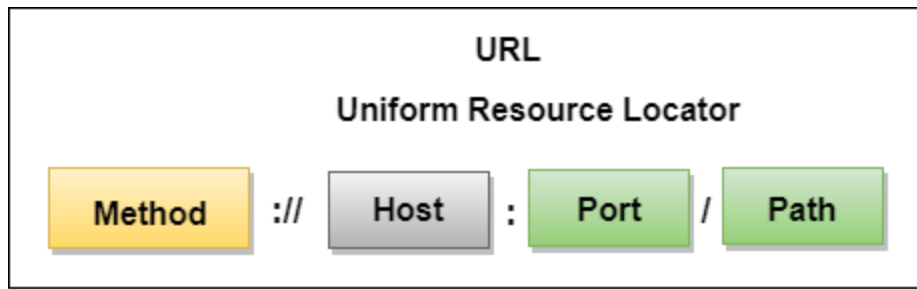 URL
Uniform Resource Locator
Method :// Host : Port / Path